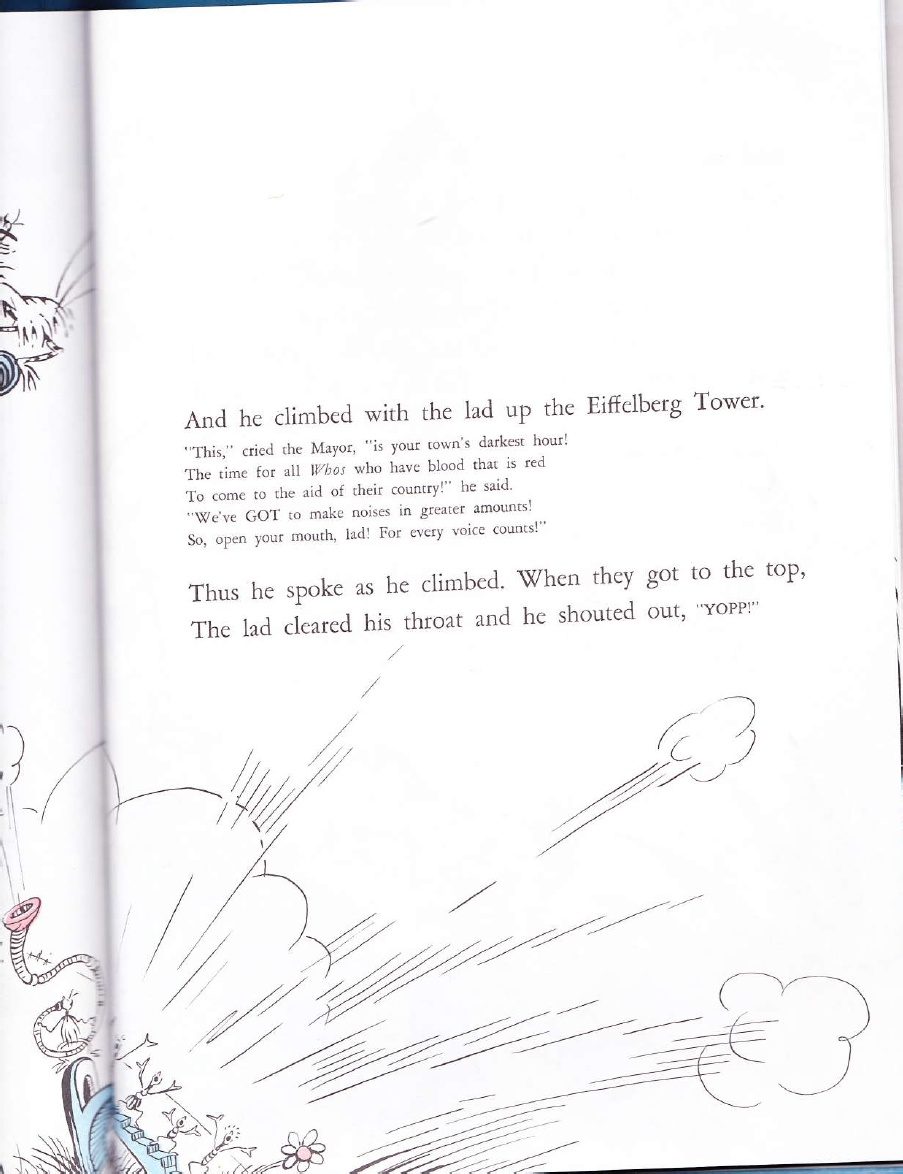 And he climbed with the lad up the Eiffelberg Tower.
"This," cried the Mayor, "is your town's darkest hour!
The time for all Whos who have blood that is red
To come to the aid of their country!" he said.
"We've GOT to make noises in greater amounts!
So, open your mouth, lad! For every voice counts!"
Thus he spoke as he climbed. When they got to the top,
The lad cleared his throat and he shouted out, "YOPP!"